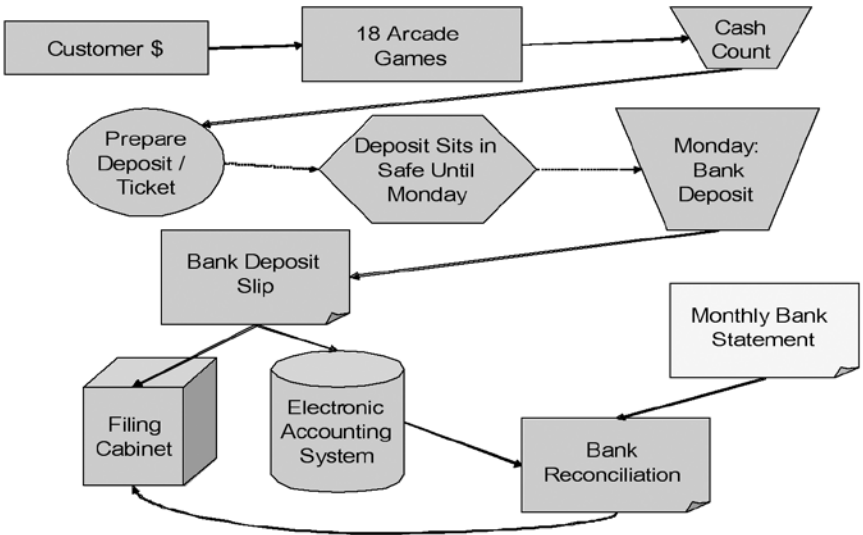 Customer $
18 Arcade
Games
Cash
Count
Prepare
Deposit /
Ticket
Deposit Sits in
Safe Until
Monday
Monday:
Bank
Deposit
Bank Deposit
Slip
Monthly Bank
Statement
Filing
Cabinet
Electronic
Accounting
System
Bank
Reconciliation